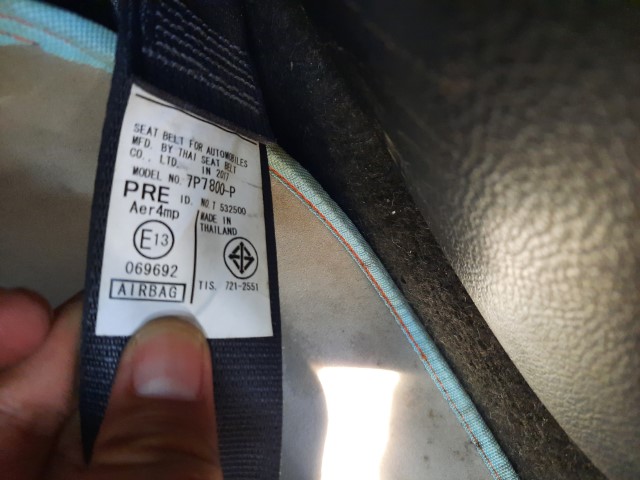 SEAT BELT FOR AUTOMOBILES
MFD. BY THAI SEAT BELT
CO., LTD. IN 2017
MODEL NO. 7P7800-P
PRE ID. NO.T 532500
Aer4mp
MADE IN
THAILAND
E13
069692
AIRBAG
TIS. 721-2551